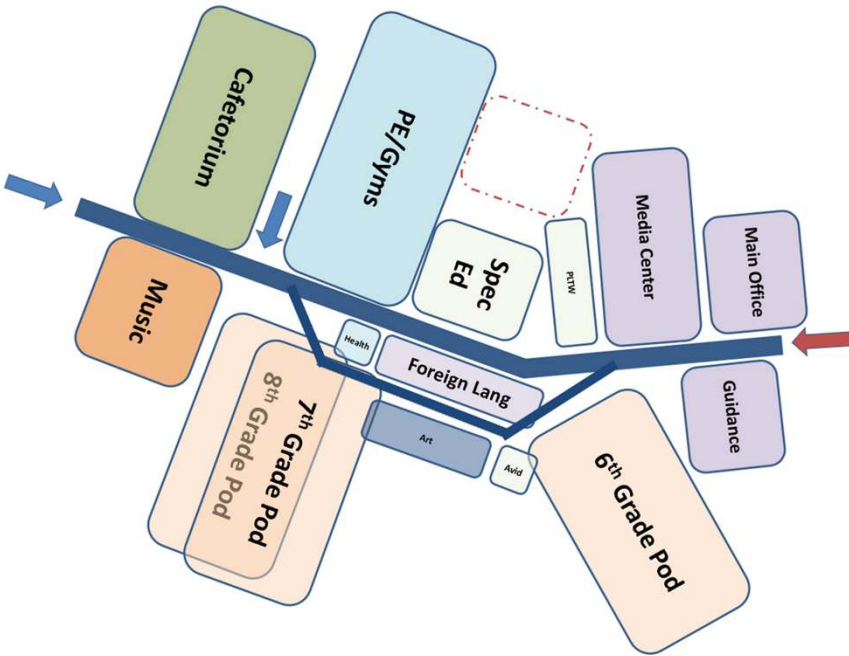 Cafetorium
PE/Gyms
Media Center
Main Office
Spec
Ed
PLTW
Music
Health
Foreign Lang
Guidance
7th Grade Pod
8th Grade Pod
Art
Avid
6th Grade Pod